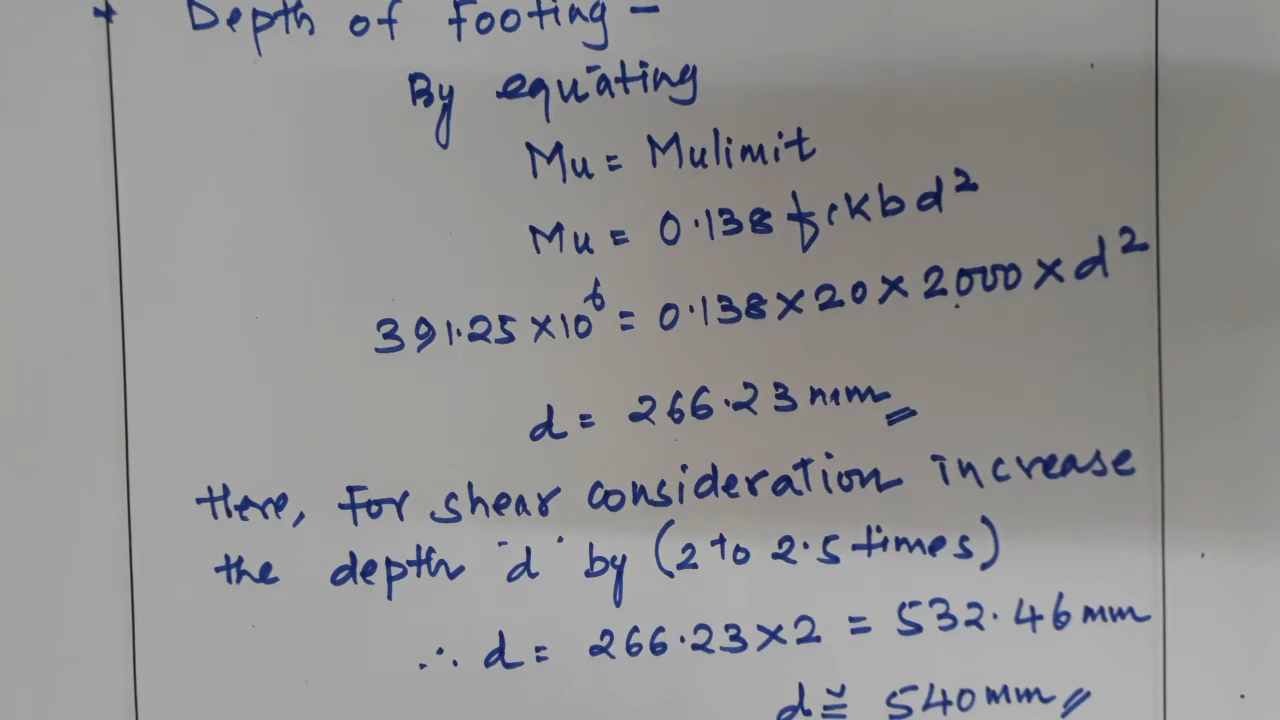 * Depth of footing –
By equating
Mu = Mulimit
Mu = 0.138 fck bd²
391.25 × 10⁶ = 0.138 × 20 × 2000 × d²
d = 266.23 mm
Here, For shear consideration increase
the depth "d" by (2 to 2.5 times)
∴ d = 266.23 × 2 = 532.46 mm
d ≅ 540 mm